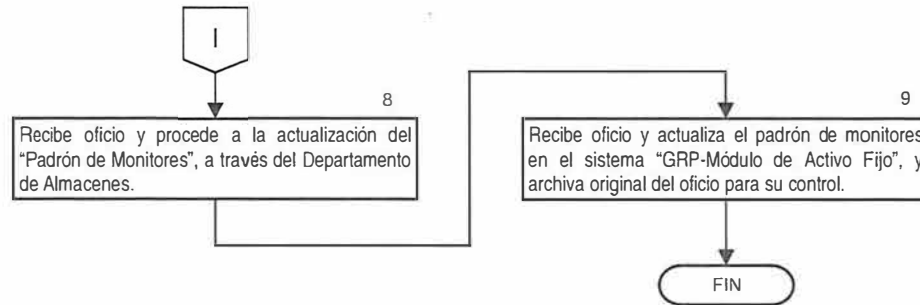 I
8
Recibe oficio y procede a la actualización del
"Padrón de Monitores", a través del Departamento
de Almacenes.
9
Recibe oficio y actualiza el padrón de monitores
en el sistema "GRP-Módulo de Activo Fijo", y
archiva original del oficio para su control.
FIN